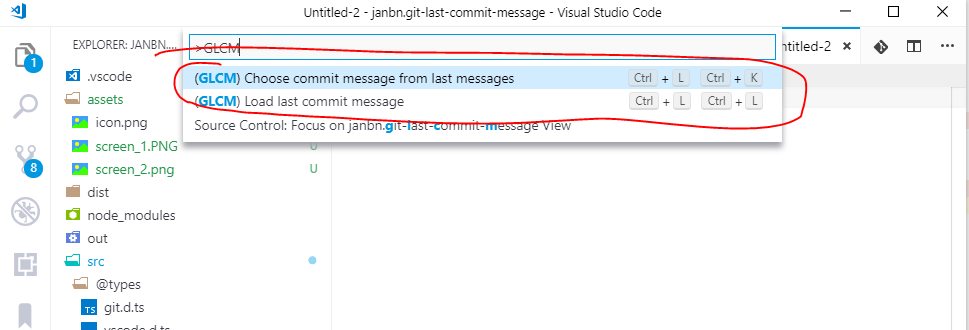 Untitled-2 - janbn.git-last-commit-message - Visual Studio Code
EXPLORER: JANBN....
>GLCM
ntitled-2 ×
(GLCM) Choose commit message from last messages Ctrl + L Ctrl + K
(GLCM) Load last commit message Ctrl + L Ctrl + L
Source Control: Focus on janbn.git-last-commit-message View
1
8
.vscode
assets
icon.png
screen_1.PNG U
screen_2.png U
dist
node_modules
out
src
@types
TS git.d.ts
vscode.d.ts